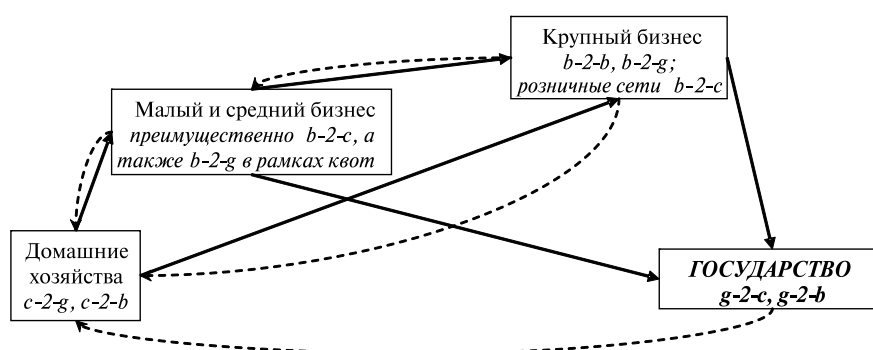 Крупный бизнес
b-2-b, b-2-g;
розничные сети b-2-c
Малый и средний бизнес
преимущественно b-2-c, а
также b-2-g в рамках квот
Домашние
хозяйства
c-2-g, c-2-b
ГОСУДАРСТВО
g-2-c, g-2-b